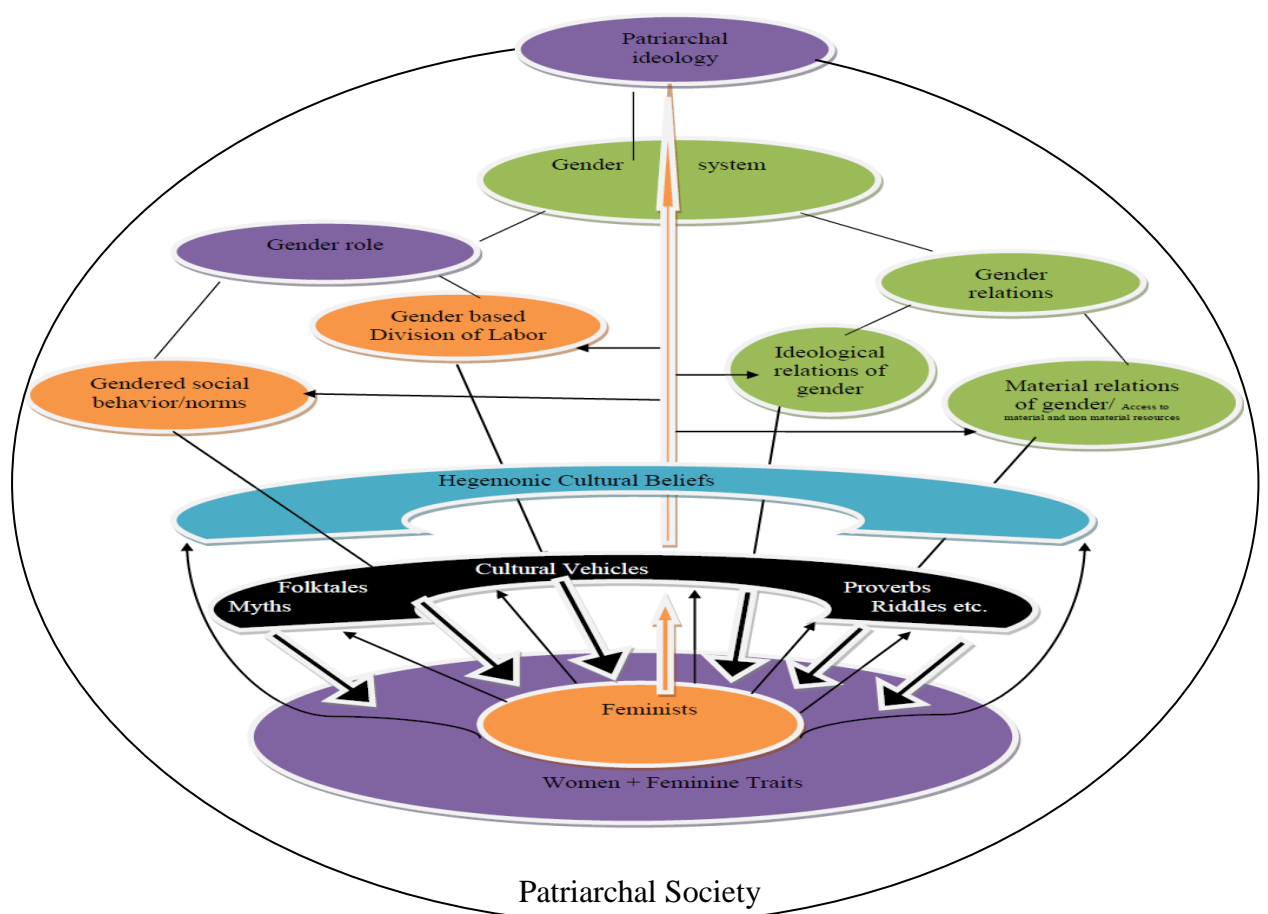 Patriarchal
ideology
Gender system
Gender role
Gender
relations
Gender based
Division of Labor
Ideological
relations of
gender
Gendered social
behavior/norms
Material relations
of gender/ Access to
material and non material resources
Hegemonic Cultural Beliefs
Cultural Vehicles
Folktales
Myths
Proverbs
Riddles etc.
Feminists
Women + Feminine Traits
Patriarchal Society